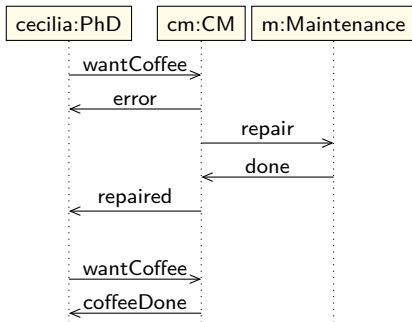 cecilia:PhD cm:CM m:Maintenance
wantCoffee
error
repair
done
repaired
wantCoffee
coffeeDone